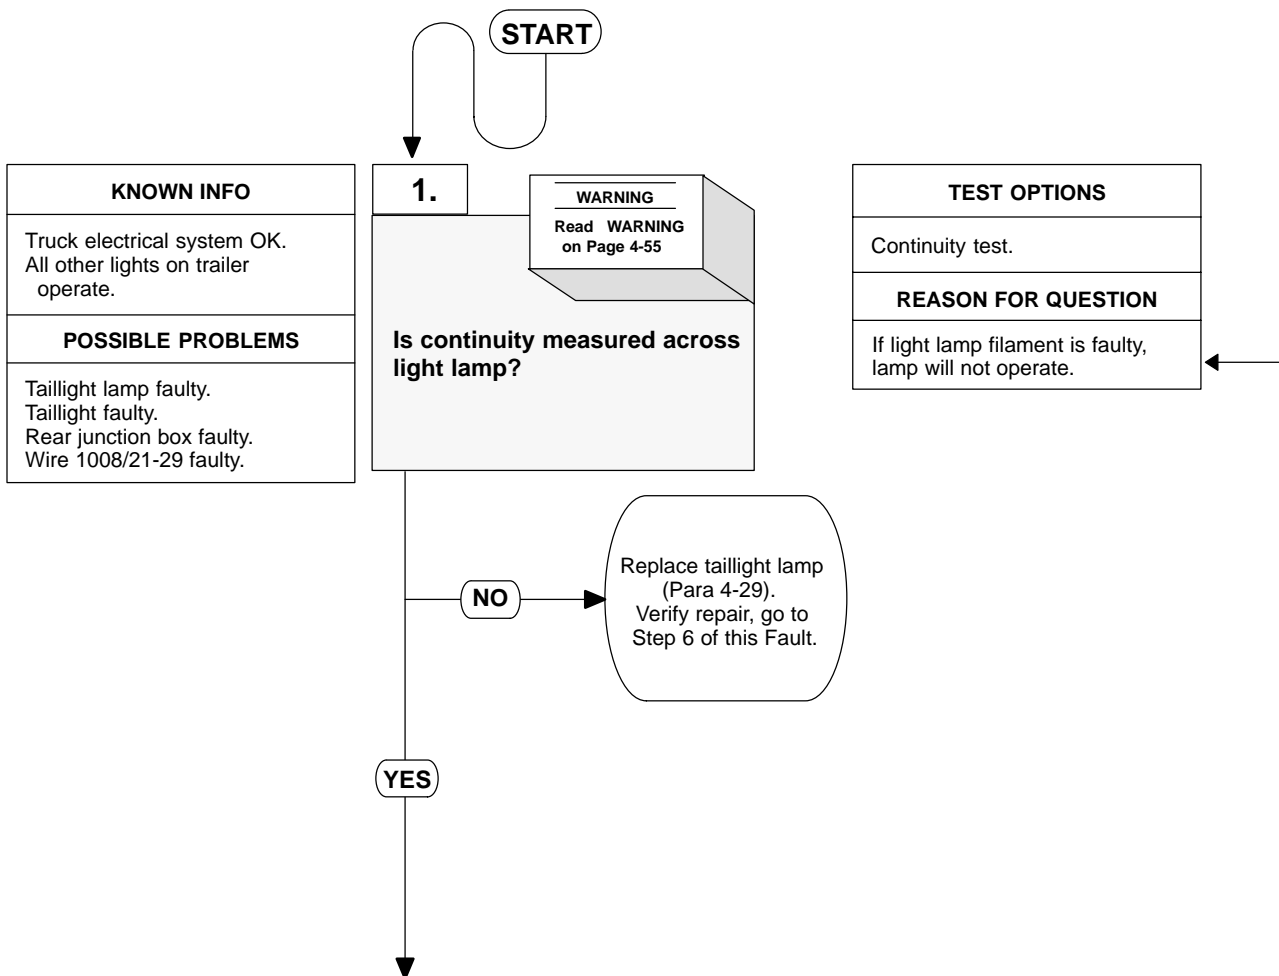 START
KNOWN INFO
Truck electrical system OK.
All other lights on trailer
operate.
POSSIBLE PROBLEMS
Taillight lamp faulty.
Taillight faulty.
Rear junction box faulty.
Wire 1008/21-29 faulty.
1.
WARNING
Read WARNING
on Page 4-55
Is continuity measured across
light lamp?
TEST OPTIONS
Continuity test.
REASON FOR QUESTION
If light lamp filament is faulty,
lamp will not operate.
NO
Replace taillight lamp
(Para 4-29).
Verify repair, go to
Step 6 of this Fault.
YES